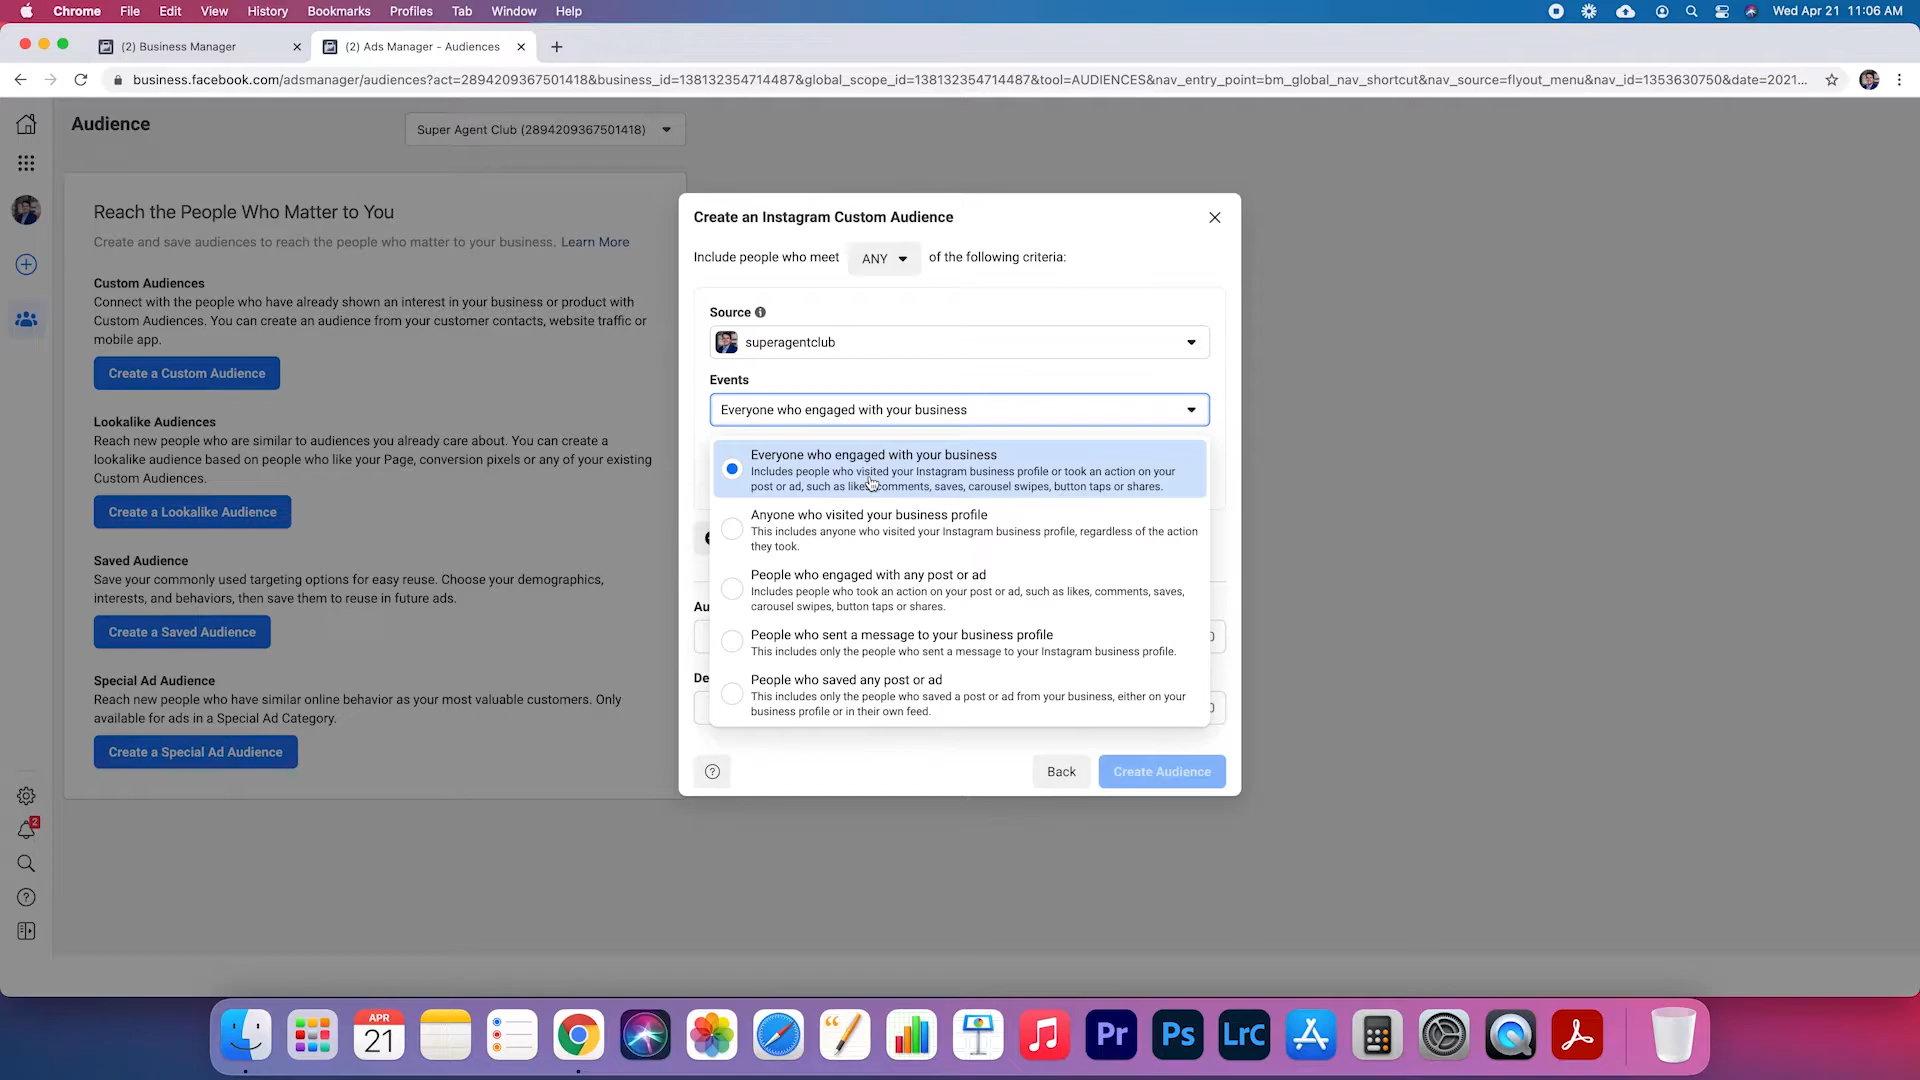 Chrome File Edit View History Bookmarks Profiles Tab Window Help
Wed Apr 21 11:06 AM
(2) Business Manager
(2) Ads Manager - Audiences
business.facebook.com/adsmanager/audiences?act=2894209367501418&business_id=138132354714487&global_scope_id=138132354714487&tool=AUDIENCES&nav_entry_point=bm_global_nav_shortcut&nav_source=flyout_menu&nav_id=1353630750&date=2021...
Audience
Super Agent Club (2894209367501418)
Reach the People Who Matter to You
Create and save audiences to reach the people who matter to your business. Learn More
Custom Audiences
Connect with the people who have already shown an interest in your business or product with
Custom Audiences. You can create an audience from your customer contacts, website traffic or
mobile app.
Create a Custom Audience
Lookalike Audiences
Reach new people who are similar to audiences you already care about. You can create a
lookalike audience based on people who like your Page, conversion pixels or any of your existing
Custom Audiences.
Create a Lookalike Audience
Saved Audience
Save your commonly used targeting options for easy reuse. Choose your demographics,
interests, and behaviors, then save them to reuse in future ads.
Create a Saved Audience
Special Ad Audience
Reach new people who have similar online behavior as your most valuable customers. Only
available for ads in a Special Ad Category.
Create a Special Ad Audience
2
Create an Instagram Custom Audience
Include people who meet ANY of the following criteria:
Source
superagentclub
Events
Everyone who engaged with your business
Everyone who engaged with your business
Includes people who visited your Instagram business profile or took an action on your
post or ad, such as likes, comments, saves, carousel swipes, button taps or shares.
Anyone who visited your business profile
This includes anyone who visited your Instagram business profile, regardless of the action
they took.
People who engaged with any post or ad
Includes people who took an action on your post or ad, such as likes, comments, saves,
carousel swipes, button taps or shares.
People who sent a message to your business profile
This includes only the people who sent a message to your Instagram business profile.
People who saved any post or ad
This includes only the people who saved a post or ad from your business, either on your
business profile or in their own feed.
Au
De
Back
Create Audience
APR
21
Pr
Ps
LrC